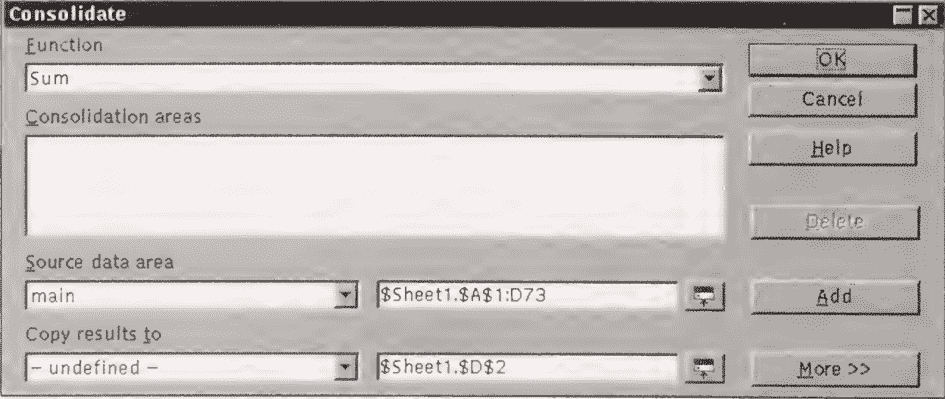 Consolidate
Function
Sum
OK
Cancel
Consolidation areas
Help
Delete
Source data area
main
$Sheet1.$A$1:D73
Add
Copy results to
– undefined –
$Sheet1.$D$2
More >>